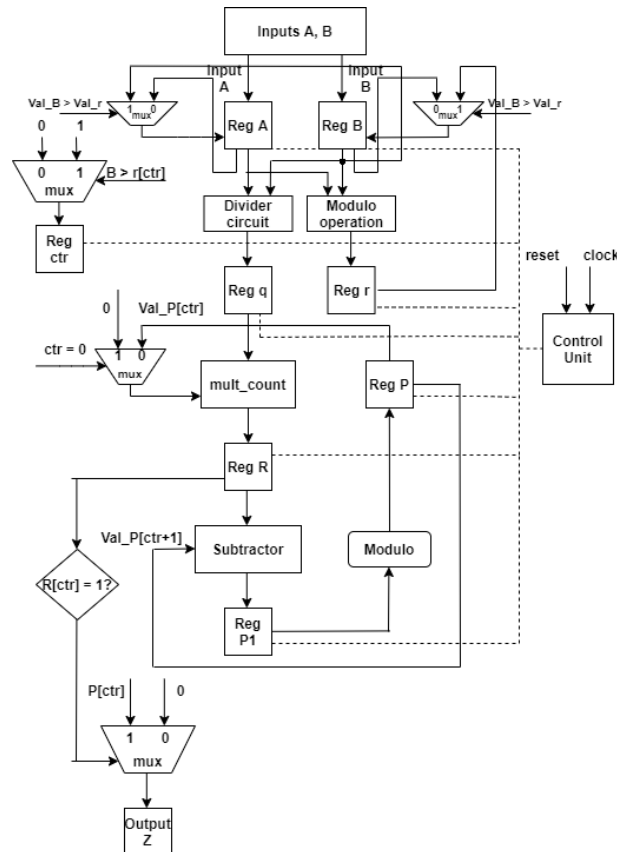 Inputs A, B
Input
A
Input
B
1 mux 0
0 mux 1
Val_B > Val_r
Val_B > Val_r
Reg A
Reg B
0 1
0 1
mux
B > r[ctr]
Divider
circuit
Modulo
operation
Reg
ctr
reset
clock
Reg q
Reg r
0
Val_P[ctr]
Control
Unit
ctr = 0
1 0
mux
mult_count
Reg P
Reg R
Val_P[ctr+1]
Subtractor
Modulo
R[ctr] = 1?
Reg
P1
P[ctr]
0
1 0
mux
Output
Z